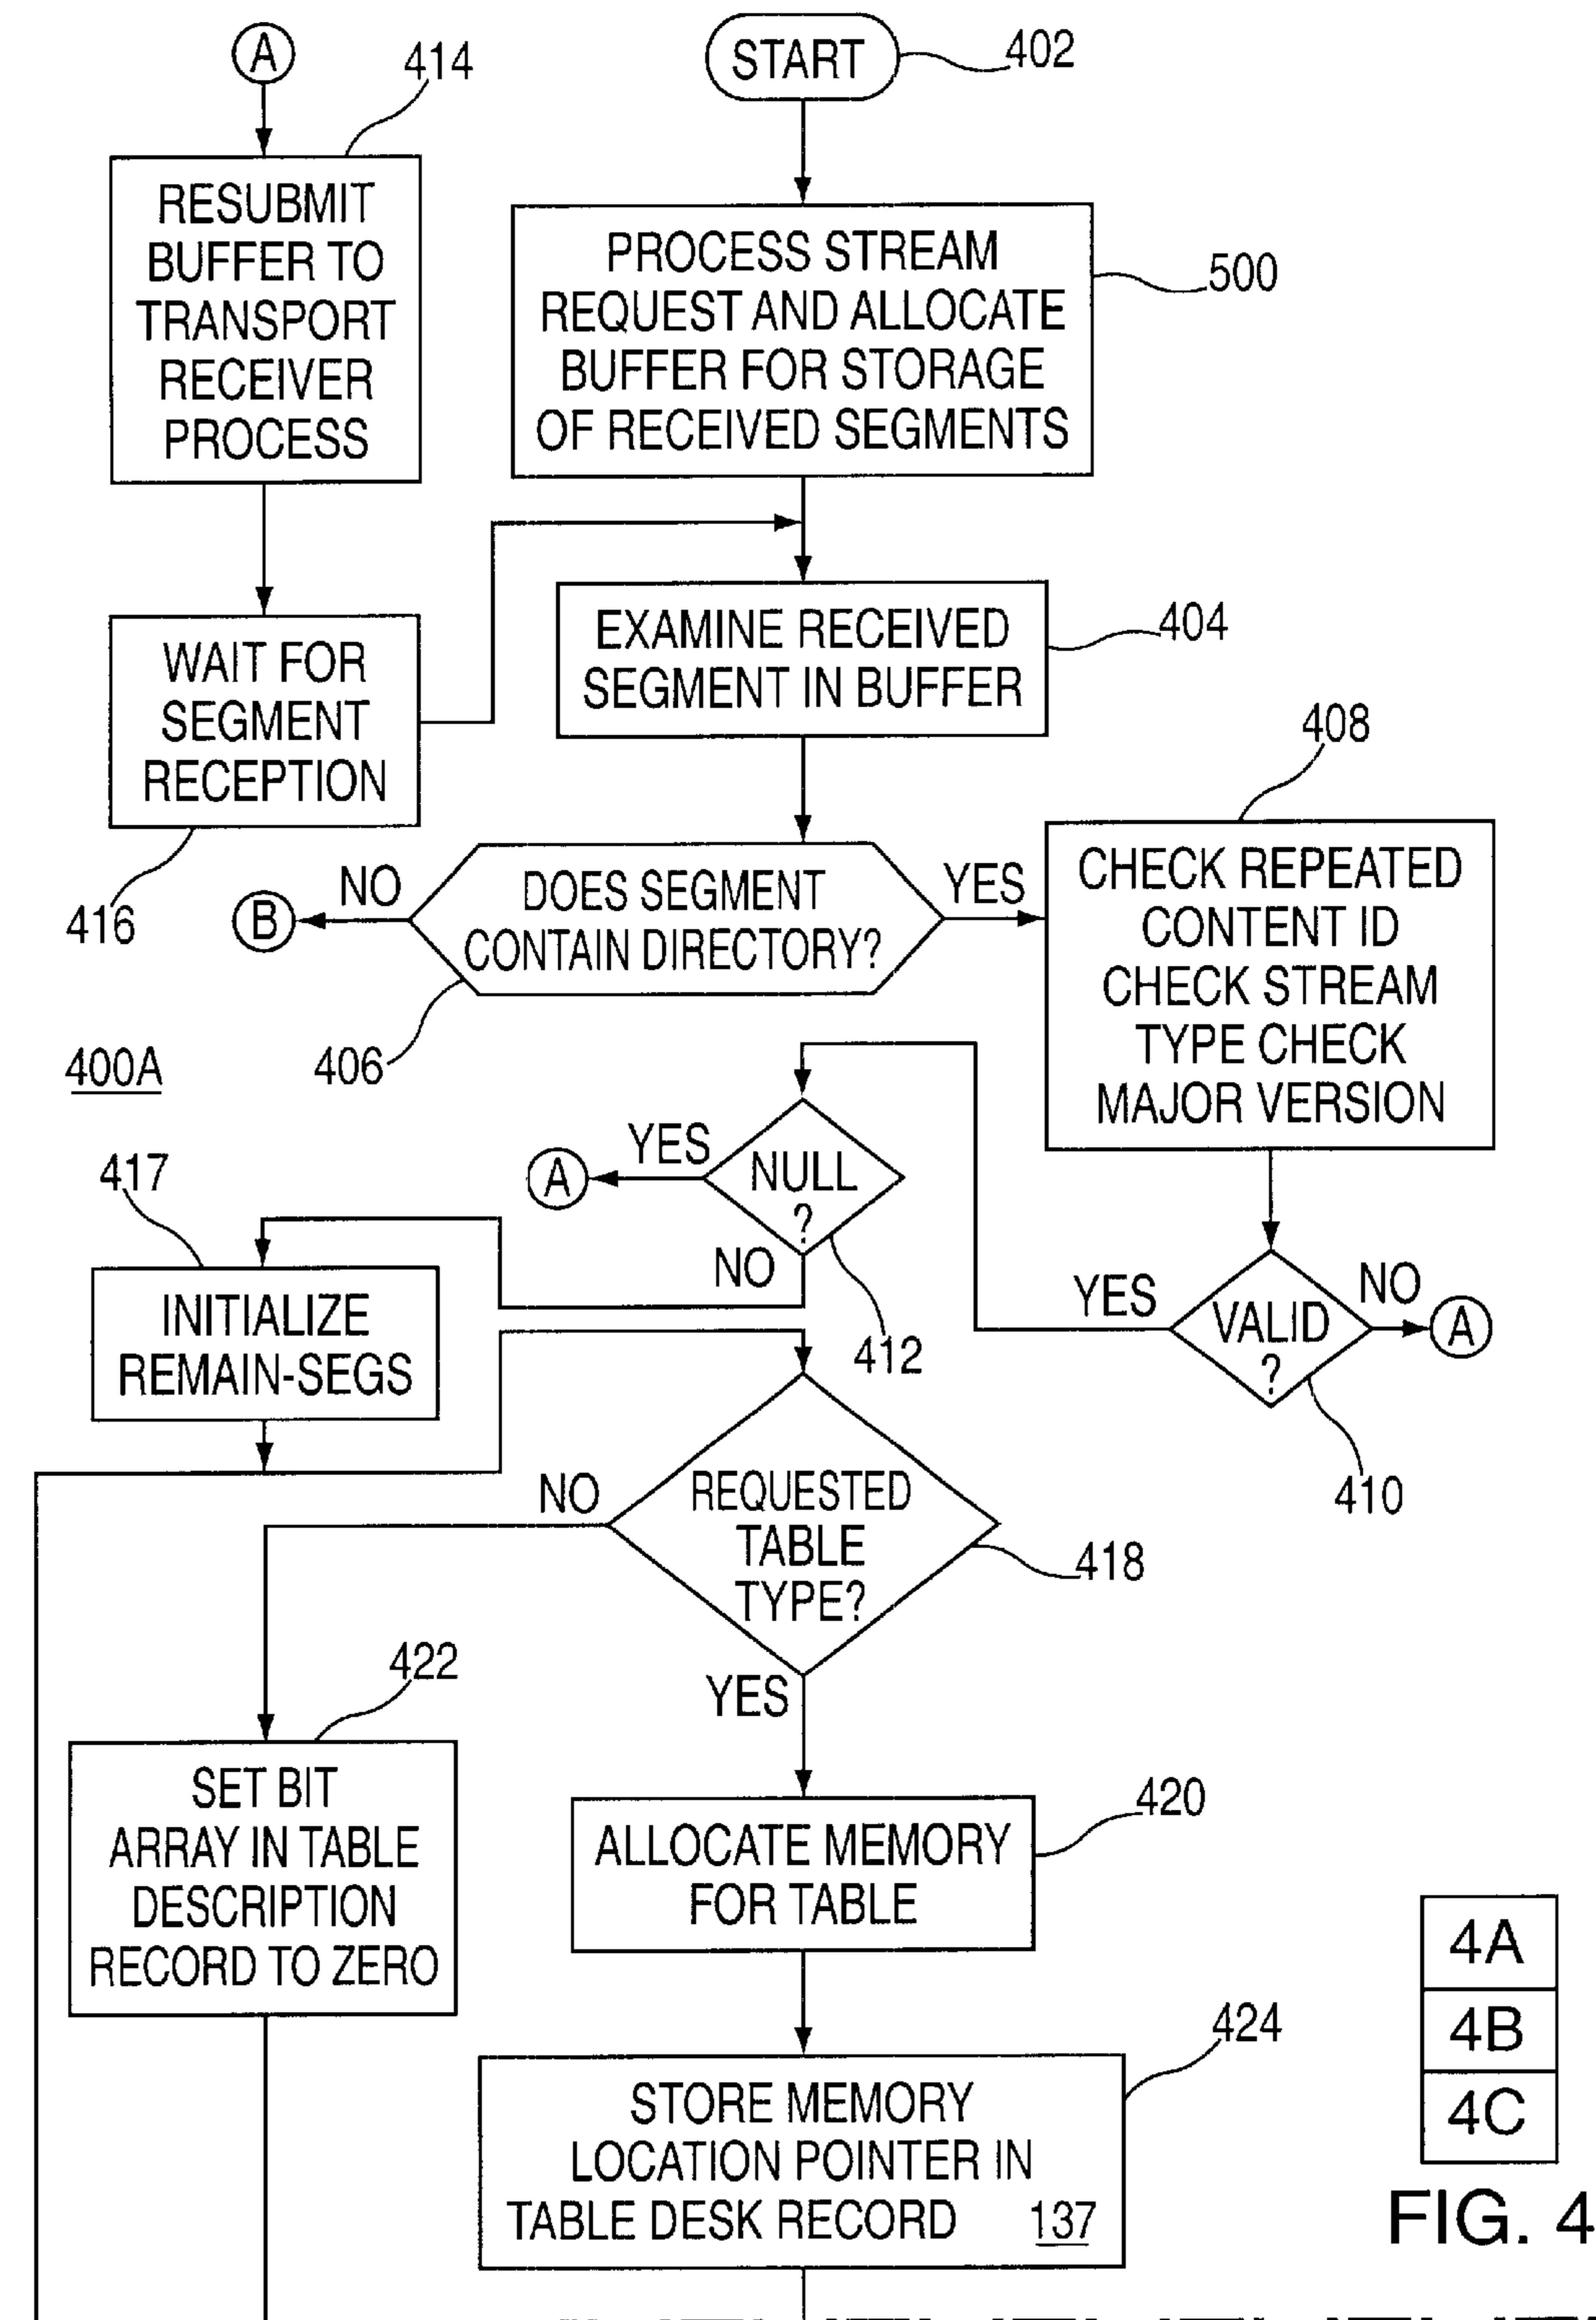 A
414
START
402
RESUBMIT
BUFFER TO
TRANSPORT
RECEIVER
PROCESS
PROCESS STREAM
REQUEST AND ALLOCATE
BUFFER FOR STORAGE
OF RECEIVED SEGMENTS
500
WAIT FOR
SEGMENT
RECEPTION
416
EXAMINE RECEIVED
SEGMENT IN BUFFER
404
408
NO
B
DOES SEGMENT
CONTAIN DIRECTORY?
YES
406
CHECK REPEATED
CONTENT ID
CHECK STREAM
TYPE CHECK
MAJOR VERSION
400A
YES
A
NULL
?
NO
412
417
INITIALIZE
REMAIN-SEGS
YES
VALID
?
NO
A
410
NO
REQUESTED
TABLE
TYPE?
418
YES
422
SET BIT
ARRAY IN TABLE
DESCRIPTION
RECORD TO ZERO
ALLOCATE MEMORY
FOR TABLE
420
424
STORE MEMORY
LOCATION POINTER IN
TABLE DESK RECORD 137
4A
4B
4C
FIG. 4